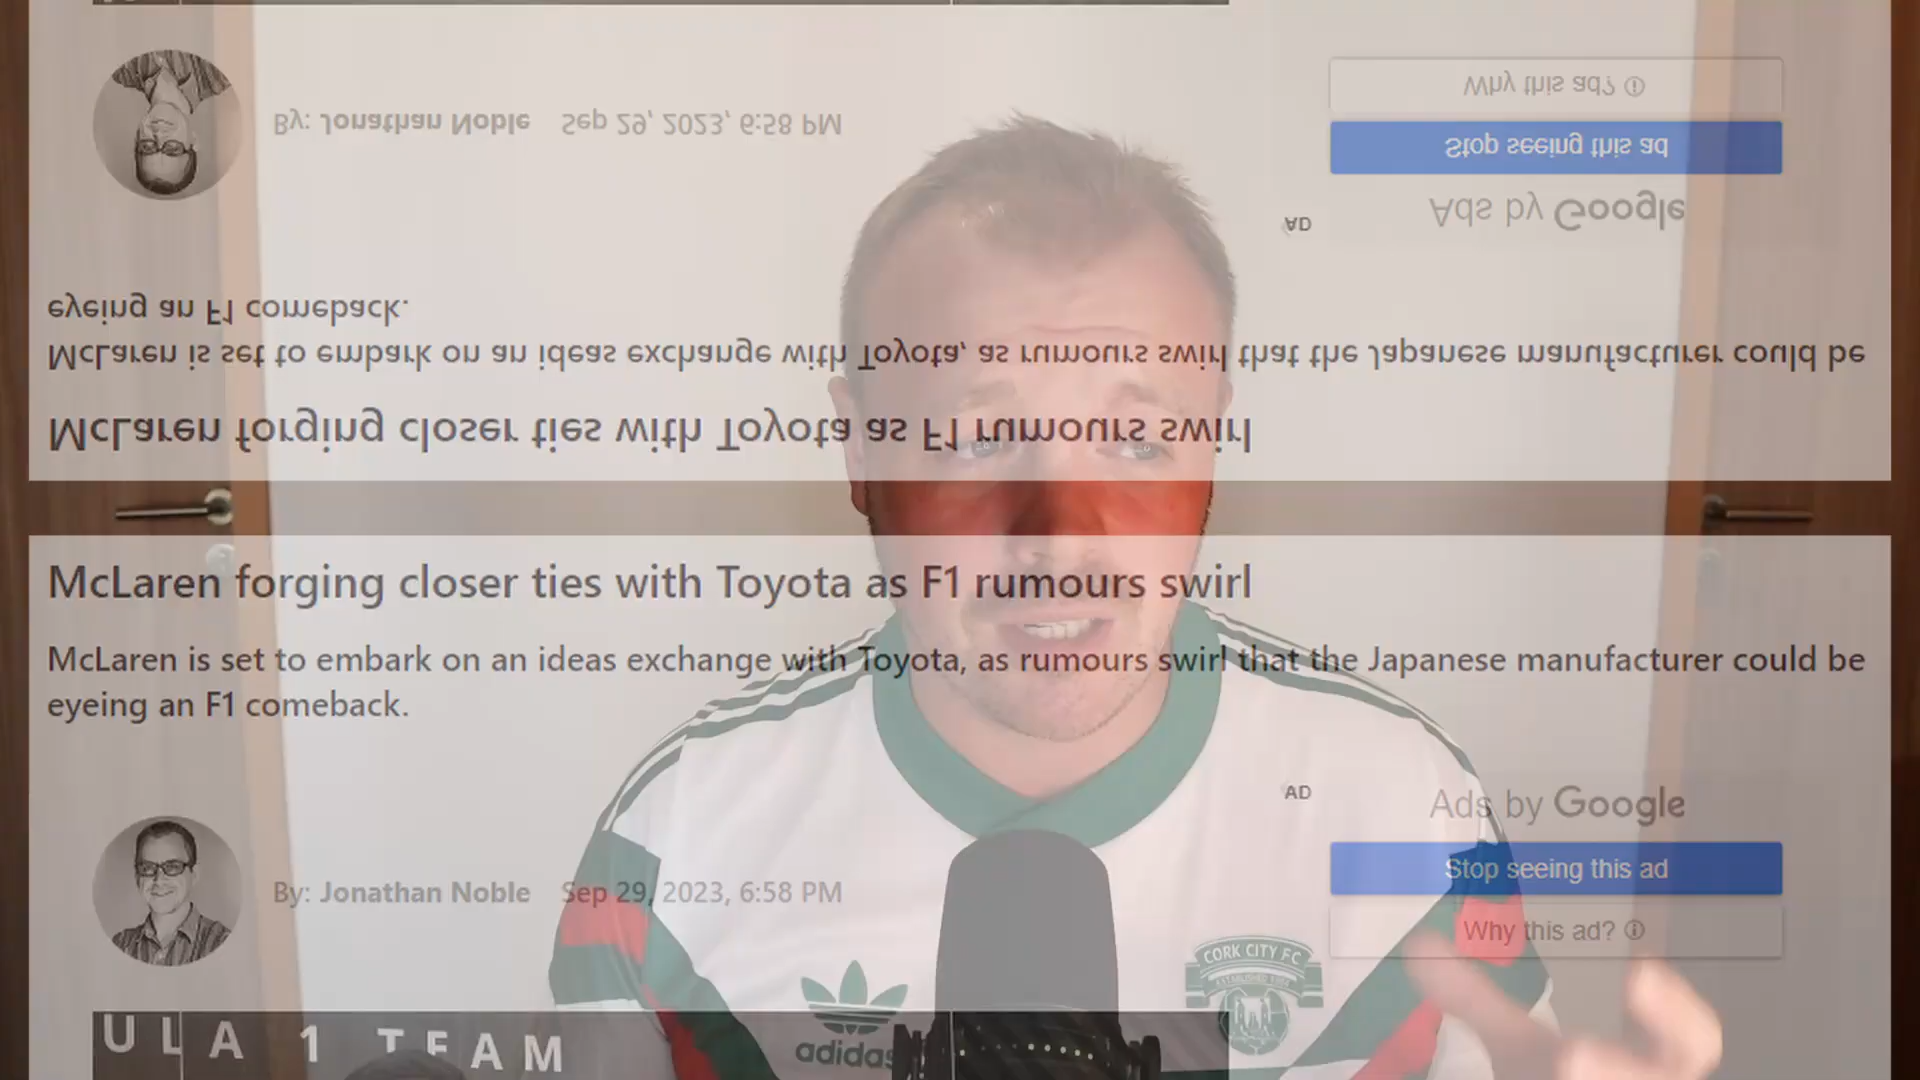 By: Jonathan Noble Sep 29, 2023, 6:58 PM
Why this ad?
Stop seeing this ad
Ads by Google
AD
eyeing an F1 comeback.
McLaren is set to embark on an ideas exchange with Toyota, as rumours swirl that the Japanese manufacturer could be
McLaren forging closer ties with Toyota as F1 rumours swirl
McLaren forging closer ties with Toyota as F1 rumours swirl
McLaren is set to embark on an ideas exchange with Toyota, as rumours swirl that the Japanese manufacturer could be
eyeing an F1 comeback.
AD
Ads by Google
Stop seeing this ad
By: Jonathan Noble Sep 29, 2023, 6:58 PM
Why this ad?
CORK CITY FC
ESTABLISHED 1984
ULA 1 TEAM
adidas